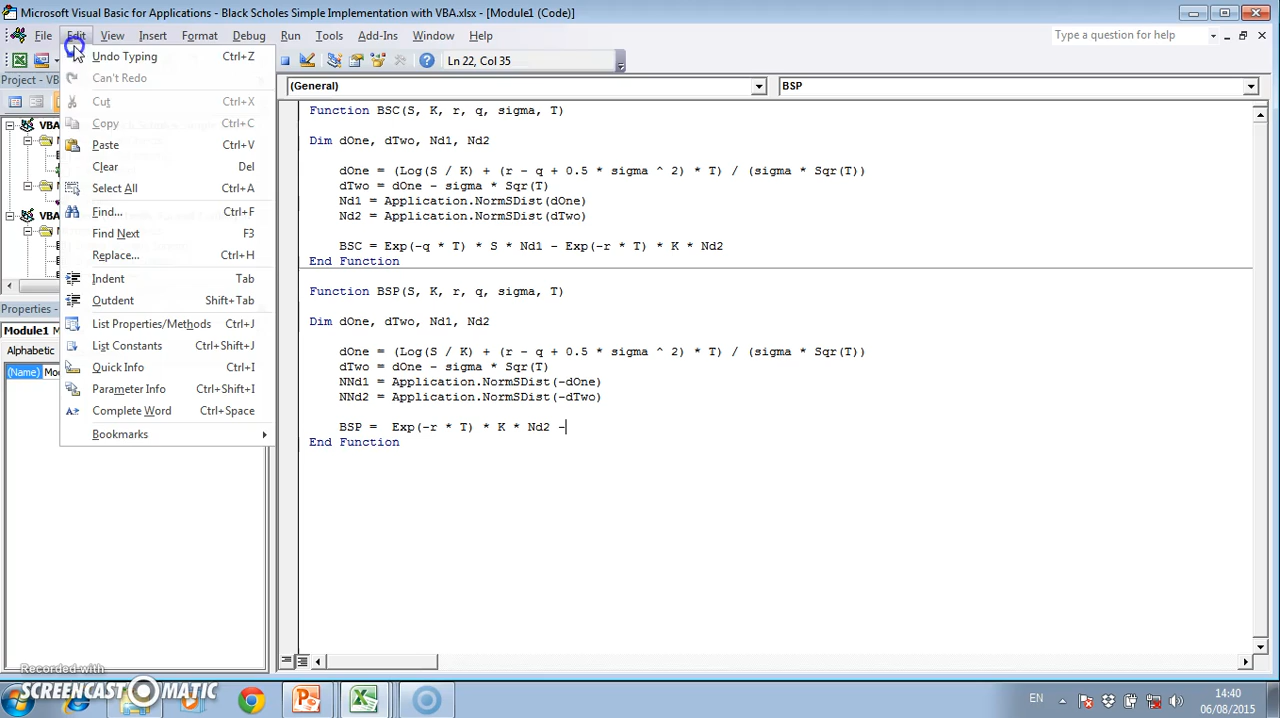 Microsoft Visual Basic for Applications - Black Scholes Simple Implementation with VBA.xlsx - [Module1 (Code)]
File Edit View Insert Format Debug Run Tools Add-Ins Window Help
Type a question for help
Ln 22, Col 35
Undo Typing Ctrl+Z
Can't Redo
Cut Ctrl+X
Copy Ctrl+C
Paste Ctrl+V
Clear Del
Select All Ctrl+A
Find... Ctrl+F
Find Next F3
Replace... Ctrl+H
Indent Tab
Outdent Shift+Tab
List Properties/Methods Ctrl+J
List Constants Ctrl+Shift+J
Quick Info Ctrl+I
Parameter Info Ctrl+Shift+I
Complete Word Ctrl+Space
Bookmarks
Project - VB
VBA
VBA
Properties -
Module1 M
Alphabetic
(Name) Mo
(General)
BSP
Function BSC(S, K, r, q, sigma, T)
Dim dOne, dTwo, Nd1, Nd2
dOne = (Log(S / K) + (r - q + 0.5 * sigma ^ 2) * T) / (sigma * Sqr(T))
dTwo = dOne - sigma * Sqr(T)
Nd1 = Application.NormSDist(dOne)
Nd2 = Application.NormSDist(dTwo)
BSC = Exp(-q * T) * S * Nd1 - Exp(-r * T) * K * Nd2
End Function
Function BSP(S, K, r, q, sigma, T)
Dim dOne, dTwo, Nd1, Nd2
dOne = (Log(S / K) + (r - q + 0.5 * sigma ^ 2) * T) / (sigma * Sqr(T))
dTwo = dOne - sigma * Sqr(T)
NNd1 = Application.NormSDist(-dOne)
NNd2 = Application.NormSDist(-dTwo)
BSP =  Exp(-r * T) * K * Nd2 -
End Function
Recorded with
SCREENCAST-O-MATIC
EN
14:40
06/08/2015